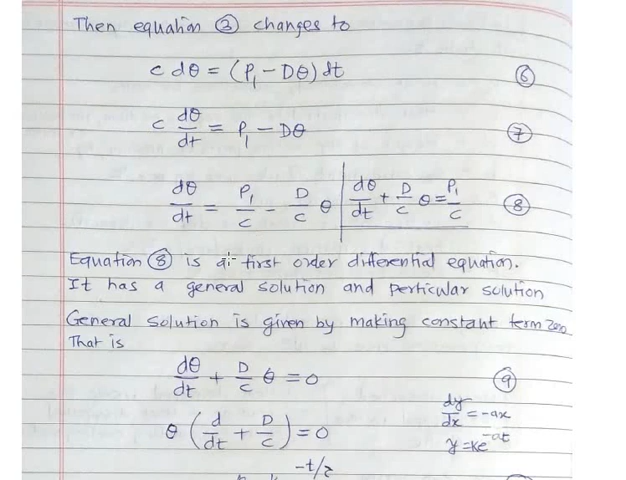 Then equation ② changes to
c dθ = (P₁ - Dθ) dt ⑥
c dθ/dt = P₁ - Dθ ⑦
dθ/dt = P₁/c - D/c θ | dθ/dt + D/c θ = P₁/c ⑧
Equation ⑧ is a first order differential equation.
It has a general solution and perticular solution
General solution is given by making constant term zero
That is
dθ/dt + D/c θ = 0 ⑨
θ (d/dt + D/c) = 0
dy/dx = -ax
y = ke^-at
-t/τ